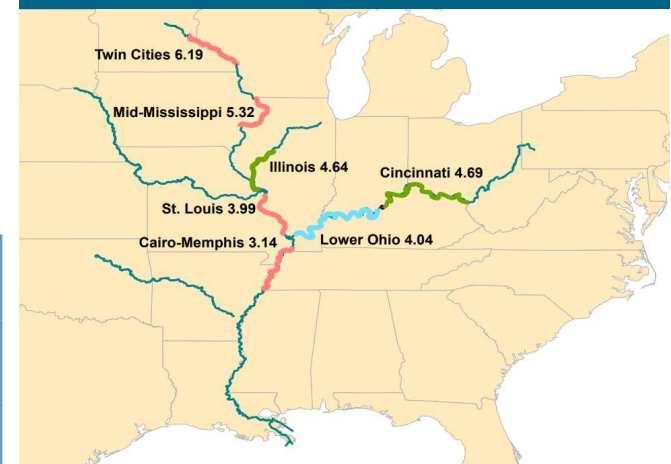 Twin Cities 6.19
Mid-Mississippi 5.32
Illinois 4.64
Cincinnati 4.69
St. Louis 3.99
Cairo-Memphis 3.14
Lower Ohio 4.04